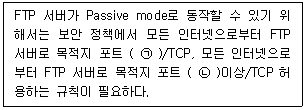 FTP 서버가 Passive mode로 동작할 수 있기 위
해서는 보안 정책에서 모든 인터넷으로부터 FTP
서버로 목적지 포트 ( ㉠ )/TCP, 모든 인터넷으로
부터 FTP 서버로 목적지 포트 ( ㉡ )이상/TCP 허
용하는 규칙이 필요하다.